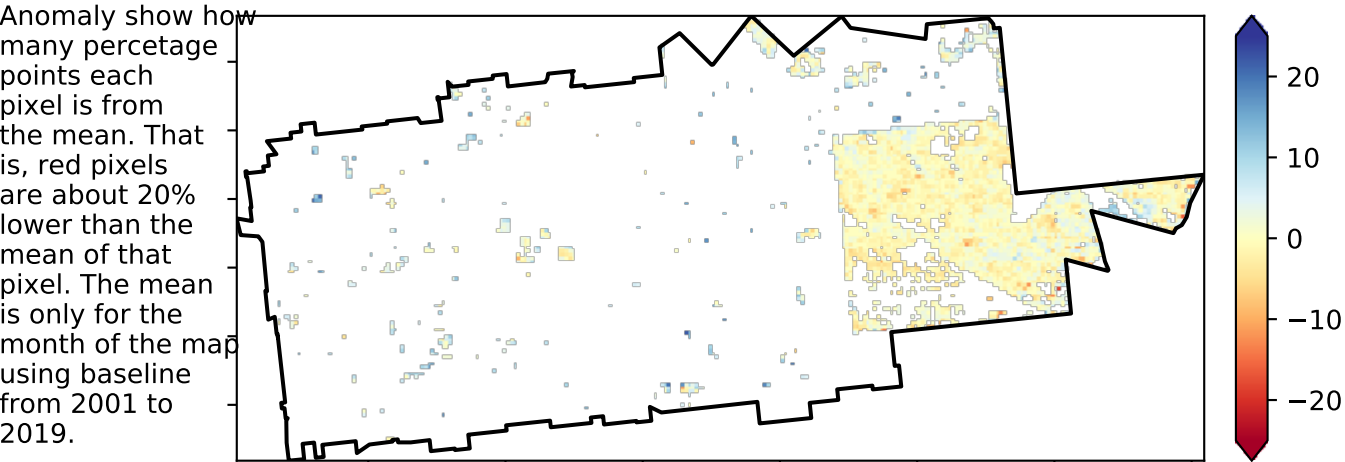 Anomaly show how
many percetage
points each
pixel is from
the mean. That
is, red pixels
are about 20%
lower than the
mean of that
pixel. The mean
is only for the
month of the map
using baseline
from 2001 to
2019.
20
10
0
−10
−20